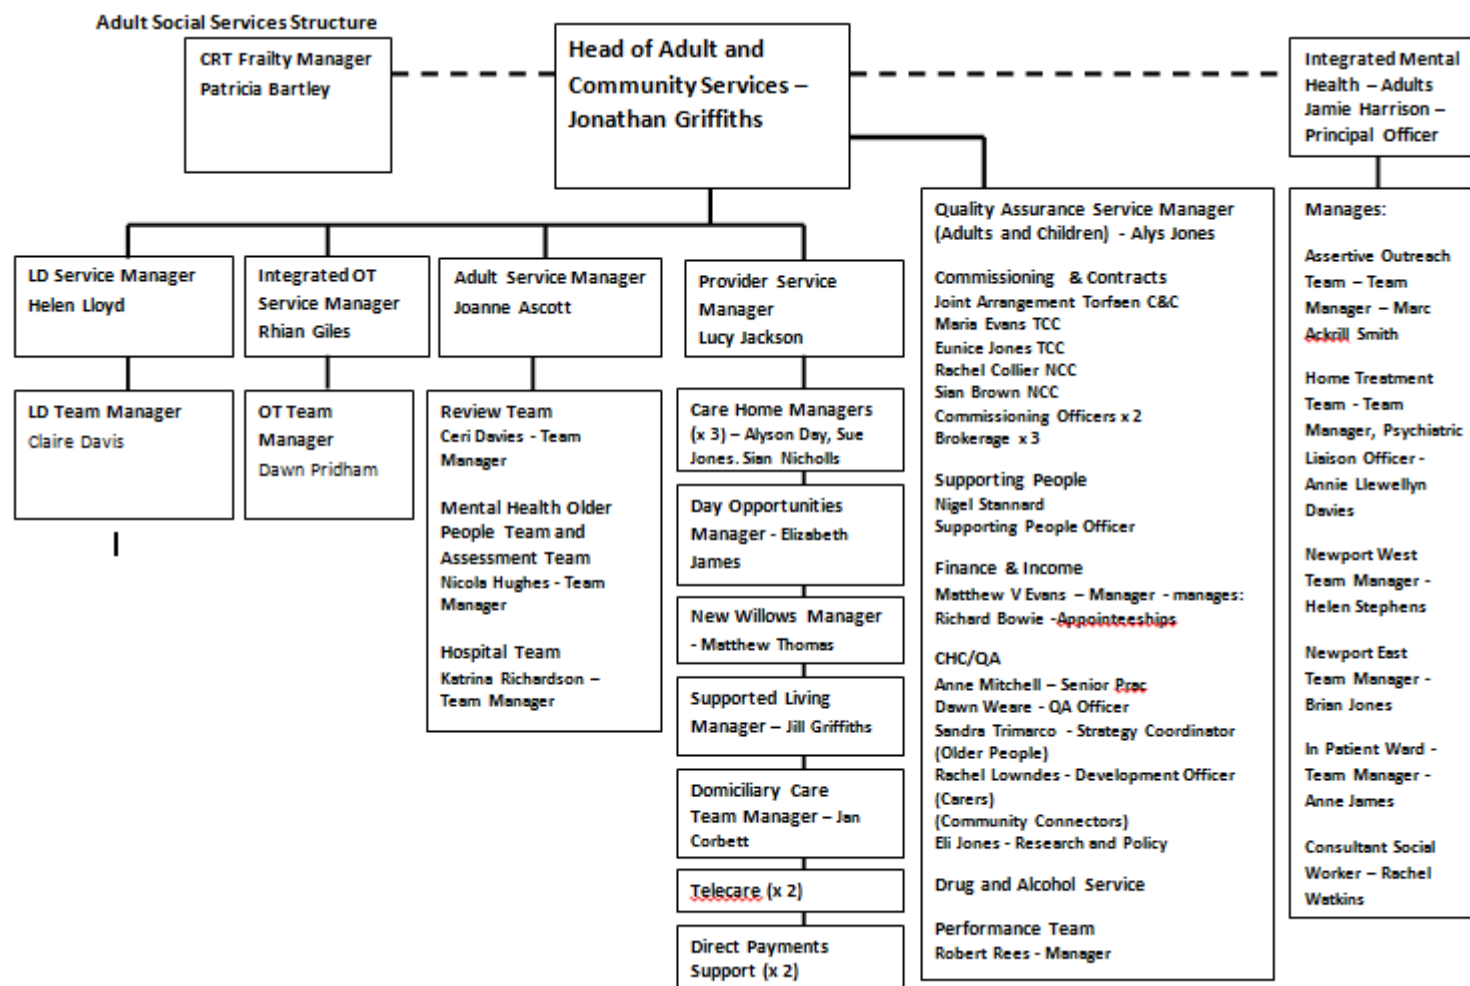 Adult Social Services Structure
CRT Frailty Manager
Patricia Bartley
Head of Adult and
Community Services –
Jonathan Griffiths
Integrated Mental
Health – Adults
Jamie Harrison –
Principal Officer
LD Service Manager
Helen Lloyd
Integrated OT
Service Manager
Rhian Giles
Adult Service Manager
Joanne Ascott
Provider Service
Manager
Lucy Jackson
LD Team Manager
Claire Davis
OT Team
Manager
Dawn Pridham
Review Team
Ceri Davies - Team
Manager
Mental Health Older
People Team and
Assessment Team
Nicola Hughes - Team
Manager
Hospital Team
Katrina Richardson –
Team Manager
Care Home Managers
(x 3) – Alyson Day, Sue
Jones. Sian Nicholls
Day Opportunities
Manager - Elizabeth
James
New Willows Manager
- Matthew Thomas
Supported Living
Manager – Jill Griffiths
Domiciliary Care
Team Manager – Jan
Corbett
Telecare (x 2)
Direct Payments
Support (x 2)
Quality Assurance Service Manager
(Adults and Children) - Alys Jones
Commissioning & Contracts
Joint Arrangement Torfaen C&C
Maria Evans TCC
Eunice Jones TCC
Rachel Collier NCC
Sian Brown NCC
Commissioning Officers x 2
Brokerage x 3
Supporting People
Nigel Stannard
Supporting People Officer
Finance & Income
Matthew V Evans – Manager - manages:
Richard Bowie -Appointeeships
CHC/QA
Anne Mitchell – Senior Prac
Dawn Weare - QA Officer
Sandra Trimarco - Strategy Coordinator
(Older People)
Rachel Lowndes - Development Officer
(Carers)
(Community Connectors)
Eli Jones - Research and Policy
Drug and Alcohol Service
Performance Team
Robert Rees - Manager
Manages:
Assertive Outreach
Team – Team
Manager – Marc
Ackrill Smith
Home Treatment
Team - Team
Manager, Psychiatric
Liaison Officer -
Annie Llewellyn
Davies
Newport West
Team Manager -
Helen Stephens
Newport East
Team Manager -
Brian Jones
In Patient Ward -
Team Manager -
Anne James
Consultant Social
Worker – Rachel
Watkins